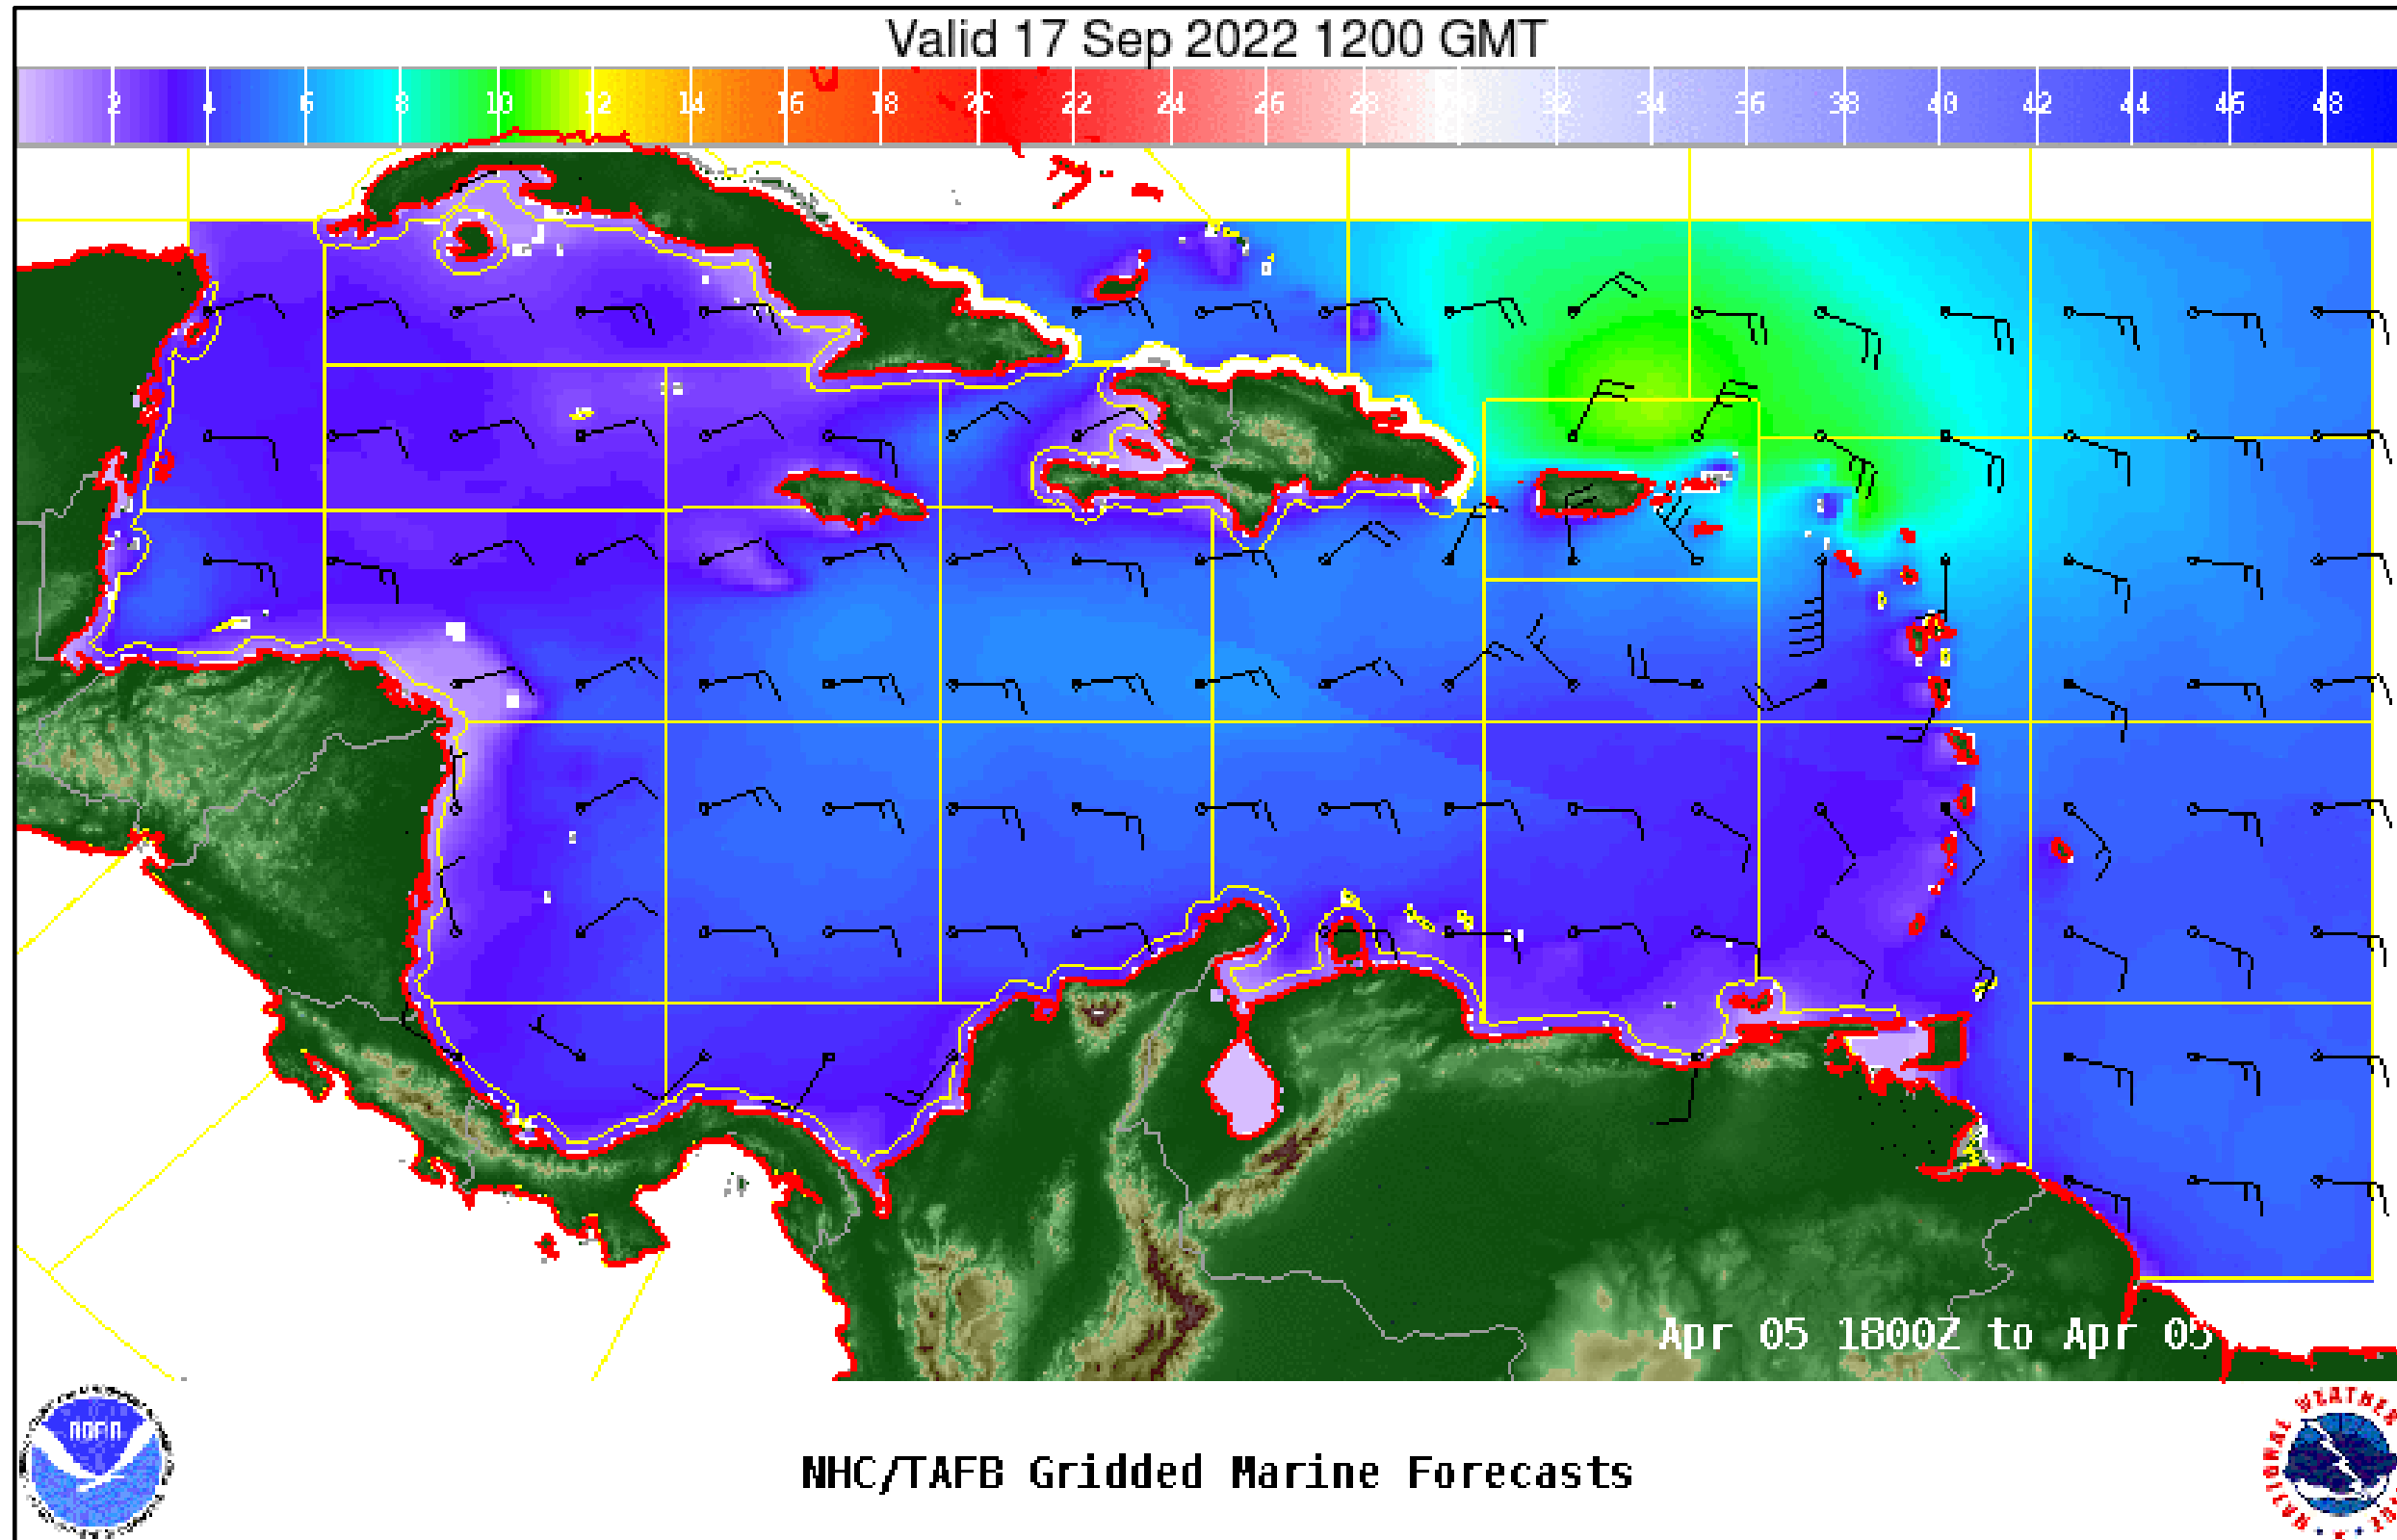 Valid 17 Sep 2022 1200 GMT
2 4 6 8 10 12 14 16 18 20 22 24 26 28 30 32 34 36 38 40 42 44 46 48
Apr 05 1800Z to Apr 05
NOAA
NATIONAL WEATHER
NHC/TAFB Gridded Marine Forecasts